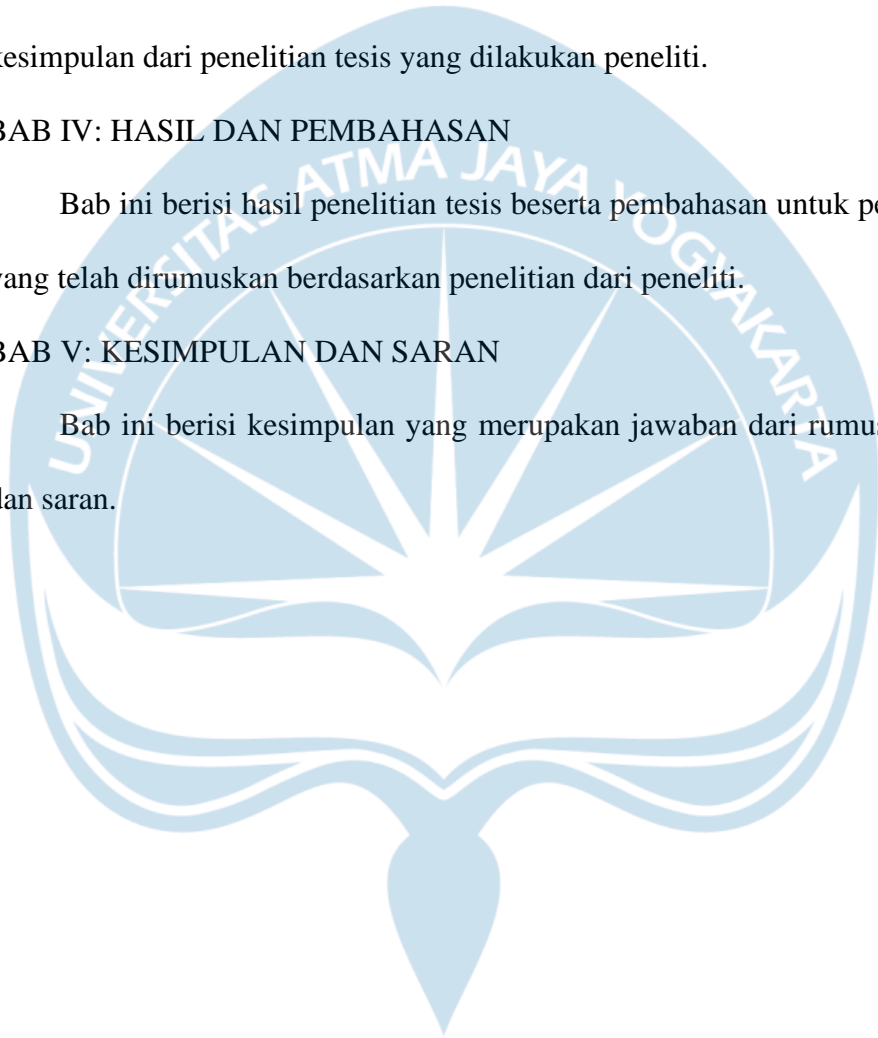 kesimpulan dari penelitian tesis yang dilakukan peneliti.
BAB IV: HASIL DAN PEMBAHASAN
Bab ini berisi hasil penelitian tesis beserta pembahasan untuk
yang telah dirumuskan berdasarkan penelitian dari peneliti.
BAB V: KESIMPULAN DAN SARAN
Bab ini berisi kesimpulan yang merupakan jawaban dari
dan saran.
UNIVERSITAS ATMA JAYA YOGYAKARTA